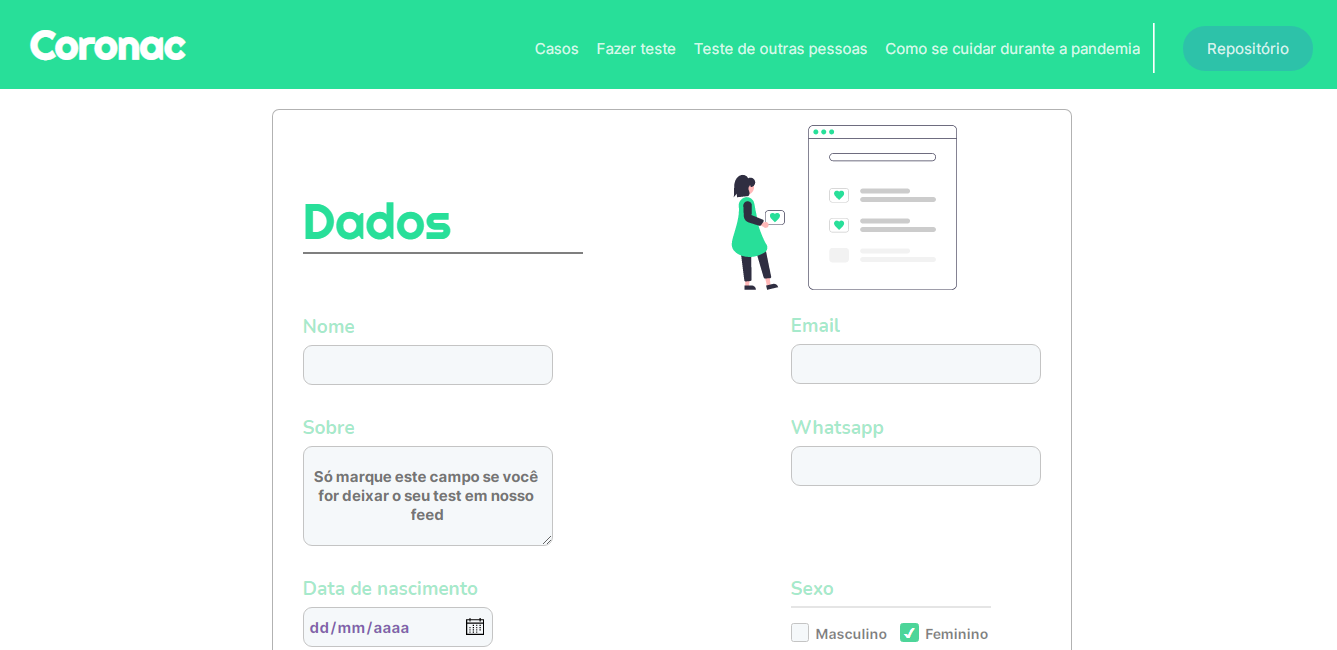 Coronac
Casos Fazer teste Teste de outras pessoas Como se cuidar durante a pandemia Repositório
Dados
Nome
Email
Sobre
Whatsapp
Só marque este campo se você
for deixar o seu test em nosso
feed
Data de nascimento
Sexo
dd/mm/aaaa
Masculino Feminino